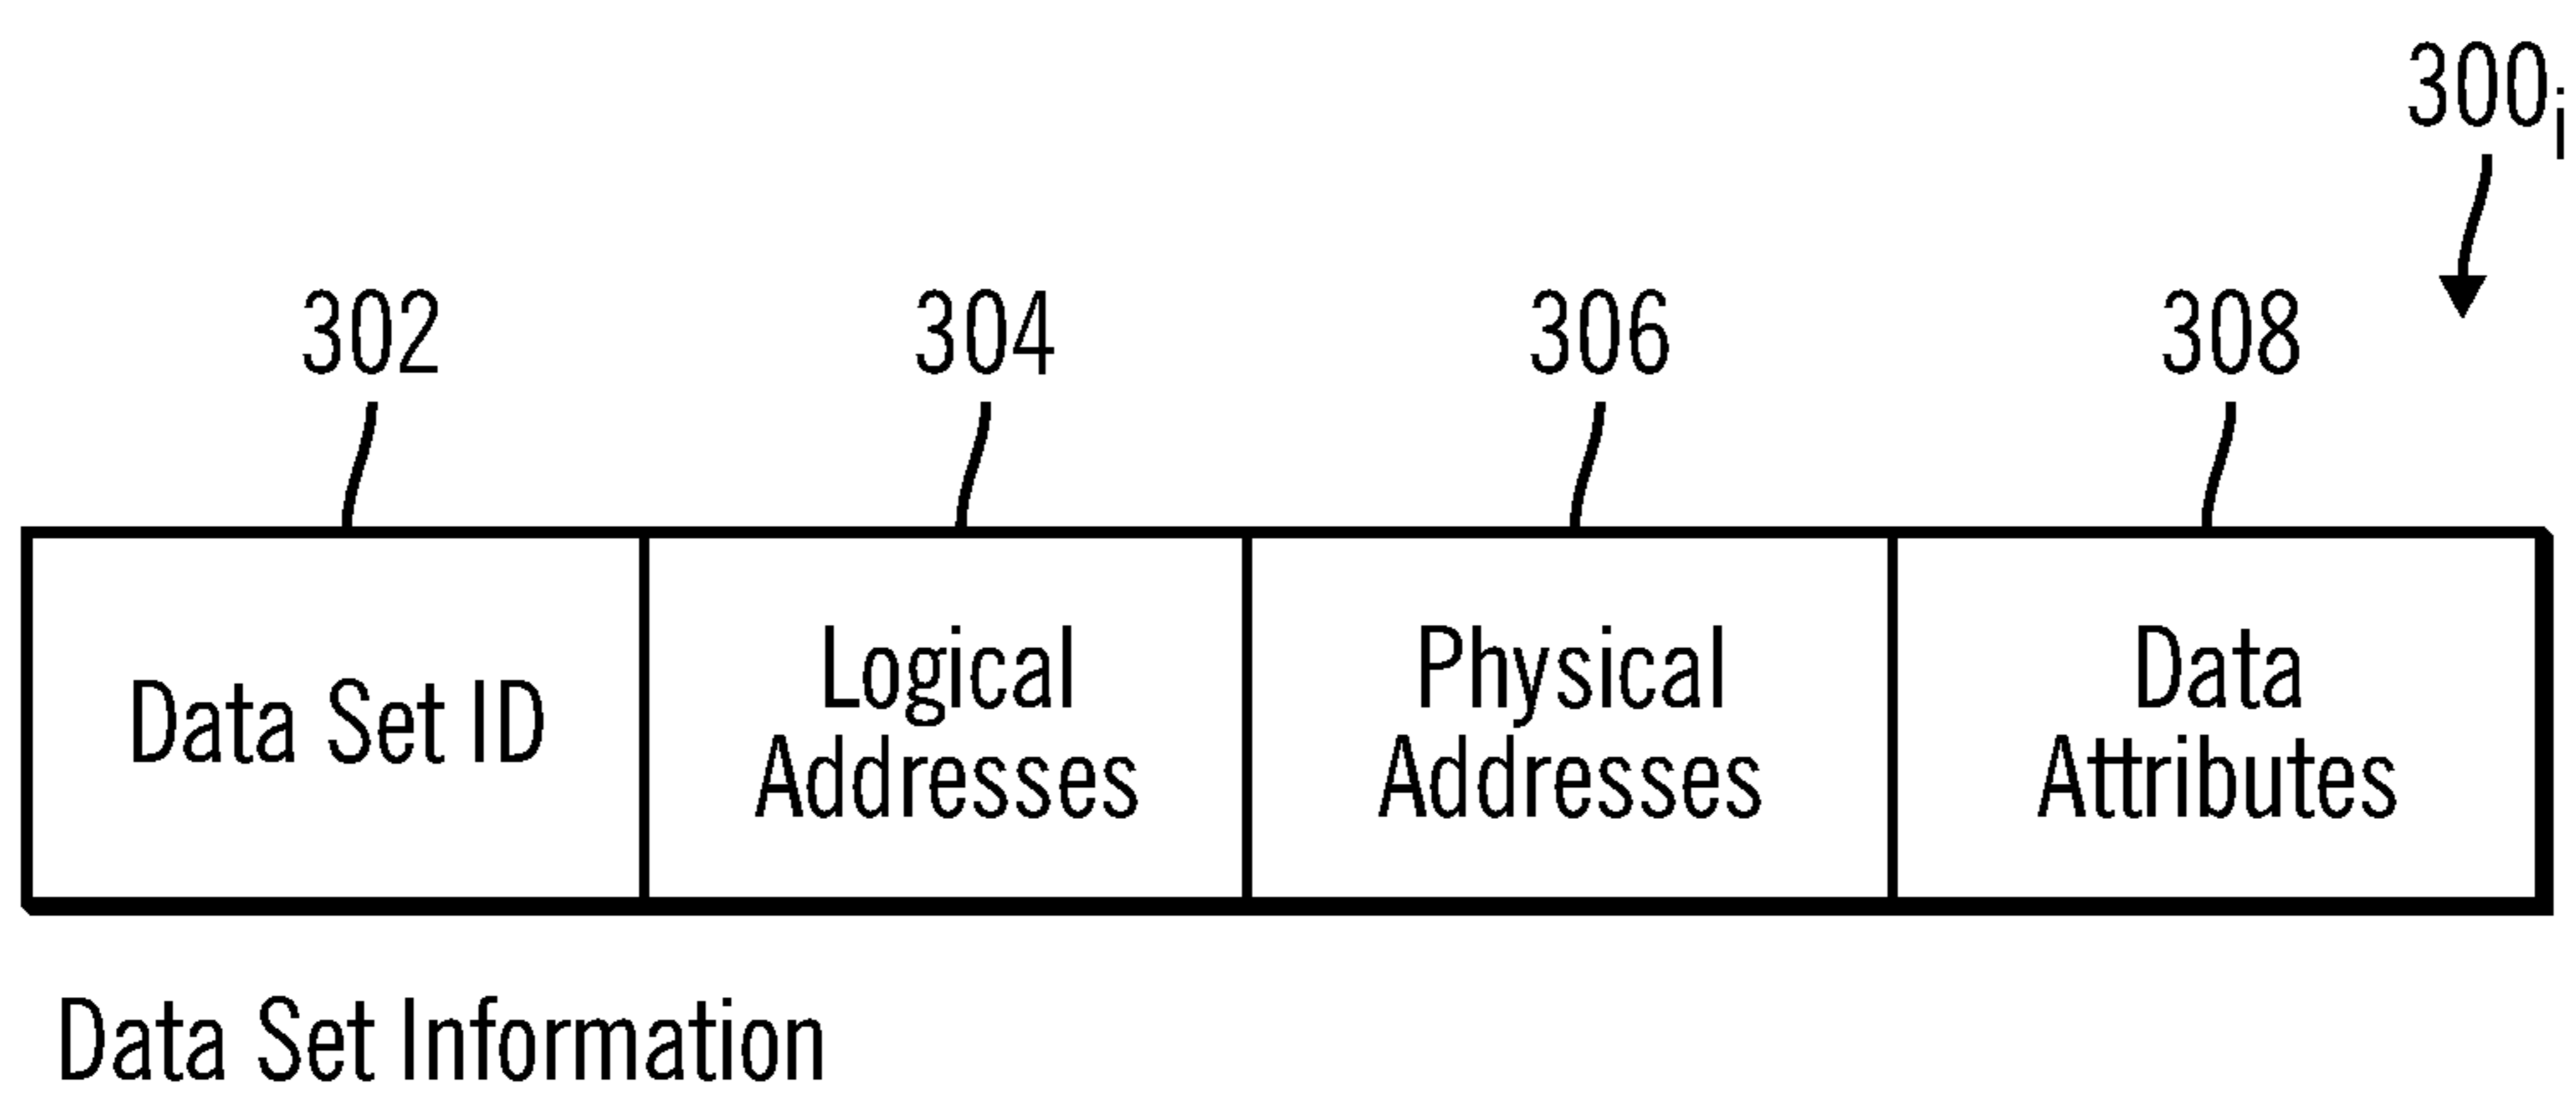 300i
302 304 306 308
Data Set ID
Logical
Addresses
Physical
Addresses
Data
Attributes
Data Set Information